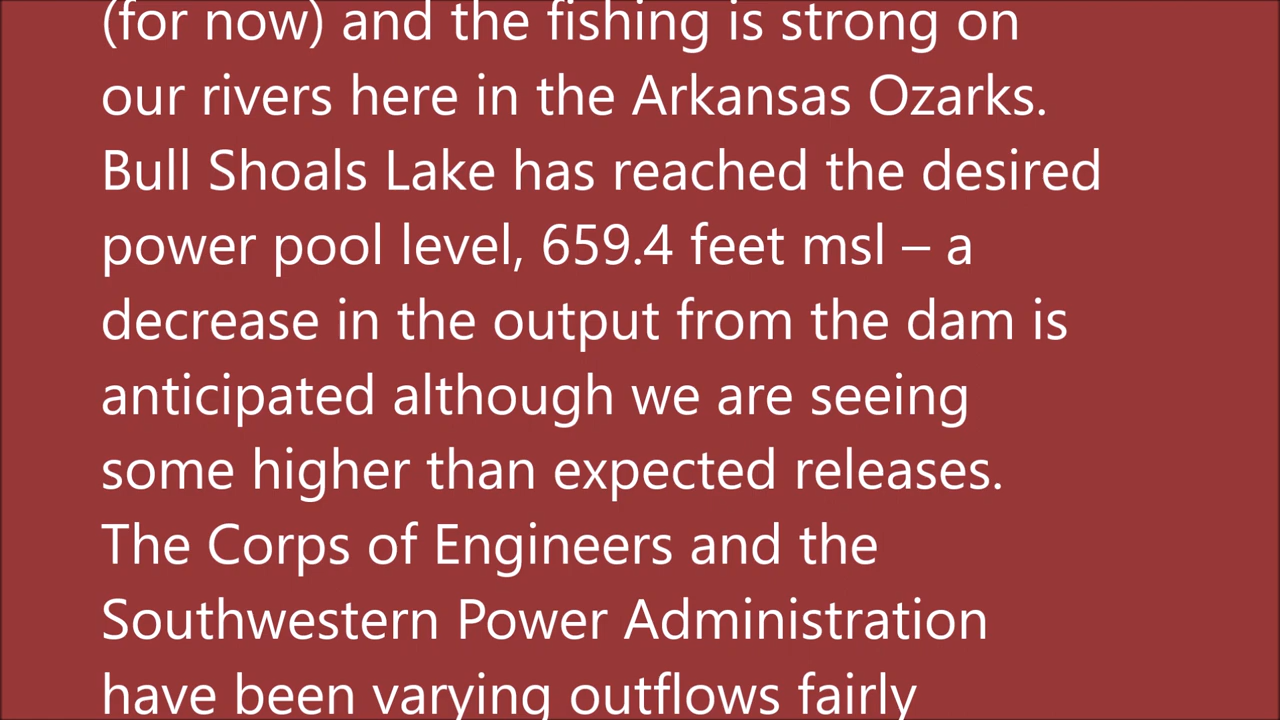 (for now) and the fishing is strong on
our rivers here in the Arkansas Ozarks.
Bull Shoals Lake has reached the desired
power pool level, 659.4 feet msl – a
decrease in the output from the dam is
anticipated although we are seeing
some higher than expected releases.
The Corps of Engineers and the
Southwestern Power Administration
have been varying outflows fairly